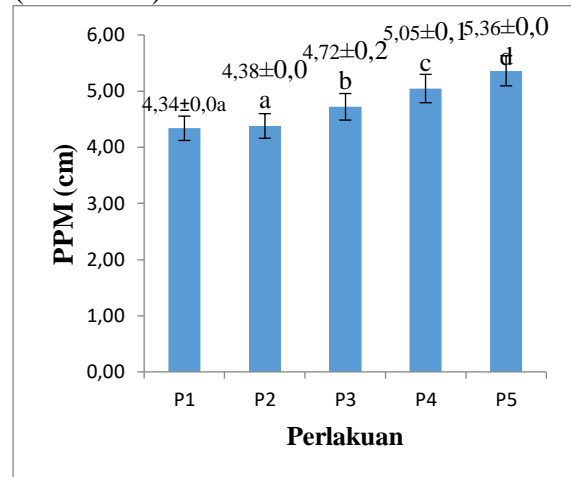 6,00
5,00
4,00
3,00
2,00
1,00
0,00
PPM (cm)
4,34±0,0a
4,38±0,0
a
4,72±0,2
b
5,05±0,1
c
5,36±0,0
d
P1 P2 P3 P4 P5
Perlakuan